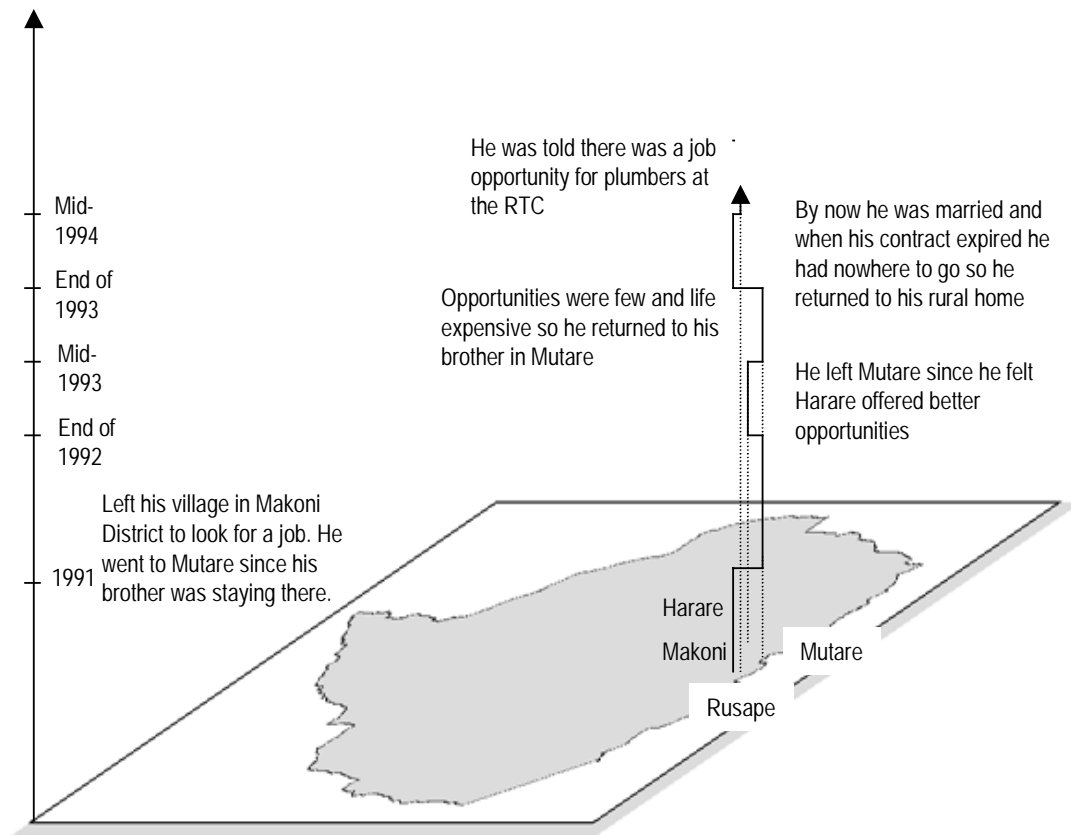 He was told there was a job
opportunity for plumbers at
the RTC
Mid-
1994
By now he was married and
when his contract expired he
had nowhere to go so he
returned to his rural home
End of
1993
Opportunities were few and life
expensive so he returned to his
brother in Mutare
Mid-
1993
He left Mutare since he felt
Harare offered better
opportunities
End of
1992
Left his village in Makoni
District to look for a job. He
went to Mutare since his
brother was staying there.
1991
Harare
Makoni
Mutare
Rusape